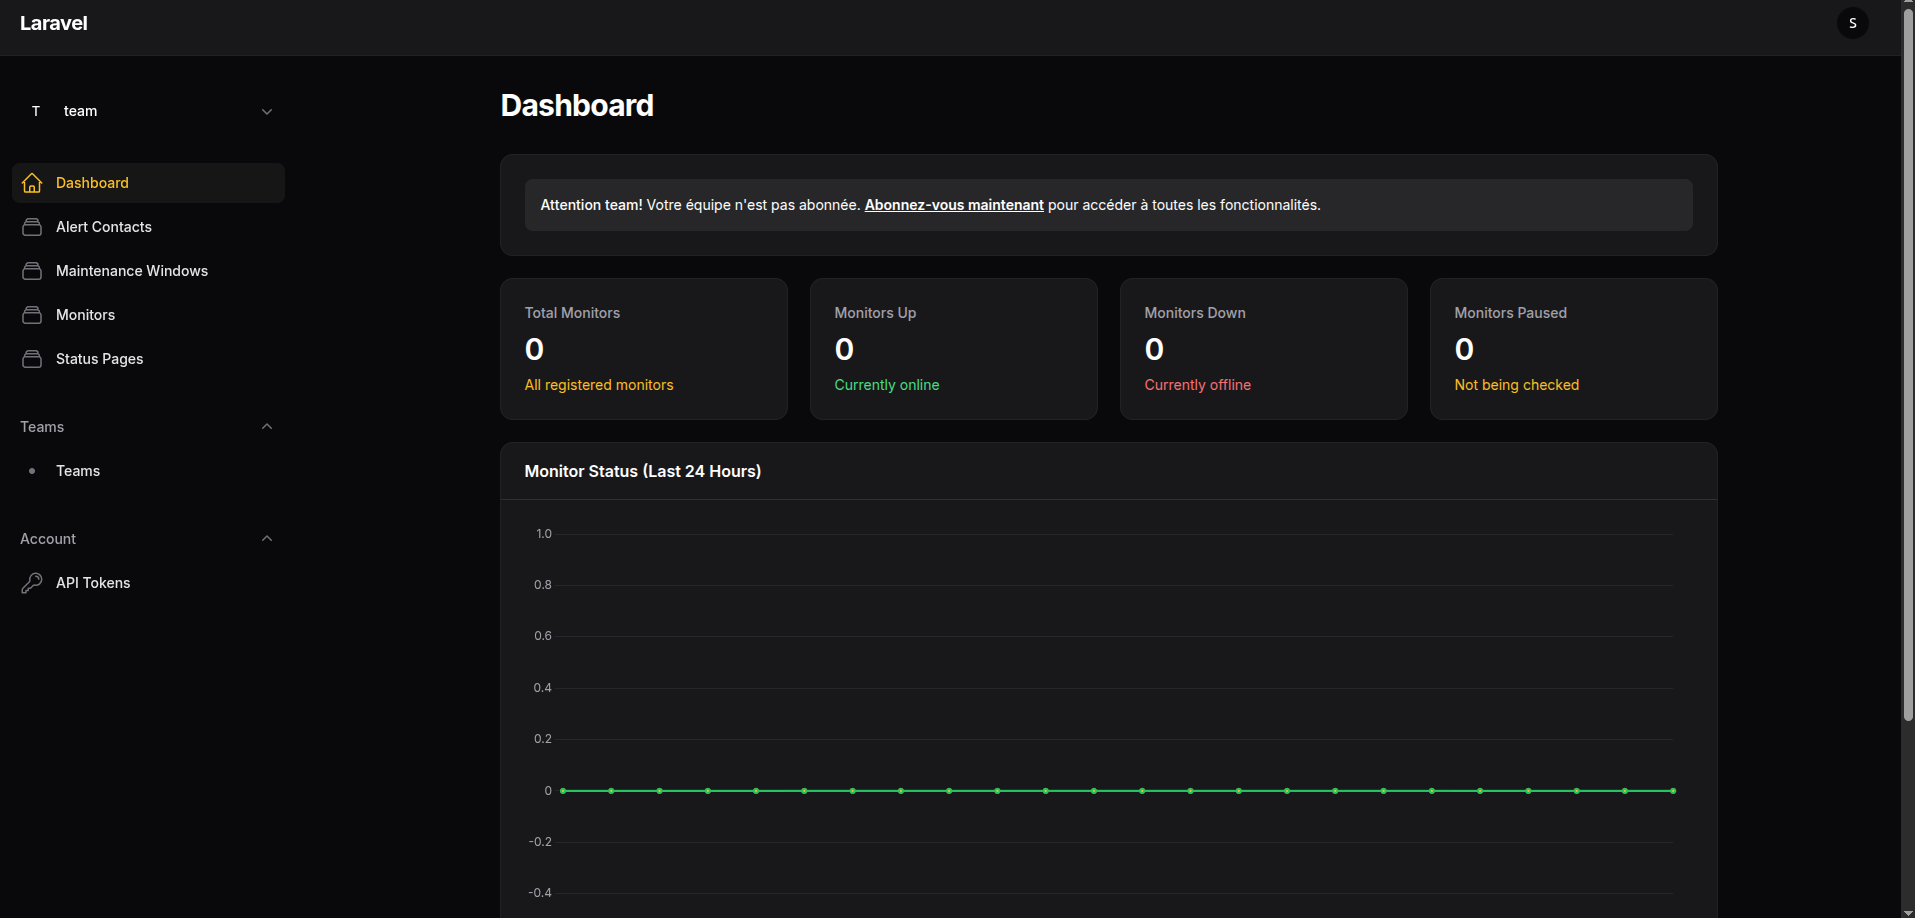 Laravel
S
T team
Dashboard
Alert Contacts
Maintenance Windows
Monitors
Status Pages
Teams
Teams
Account
API Tokens
Dashboard
Attention team! Votre équipe n'est pas abonnée. Abonnez-vous maintenant pour accéder à toutes les fonctionnalités.
Total Monitors
0
All registered monitors
Monitors Up
0
Currently online
Monitors Down
0
Currently offline
Monitors Paused
0
Not being checked
Monitor Status (Last 24 Hours)
1.0
0.8
0.6
0.4
0.2
0
-0.2
-0.4